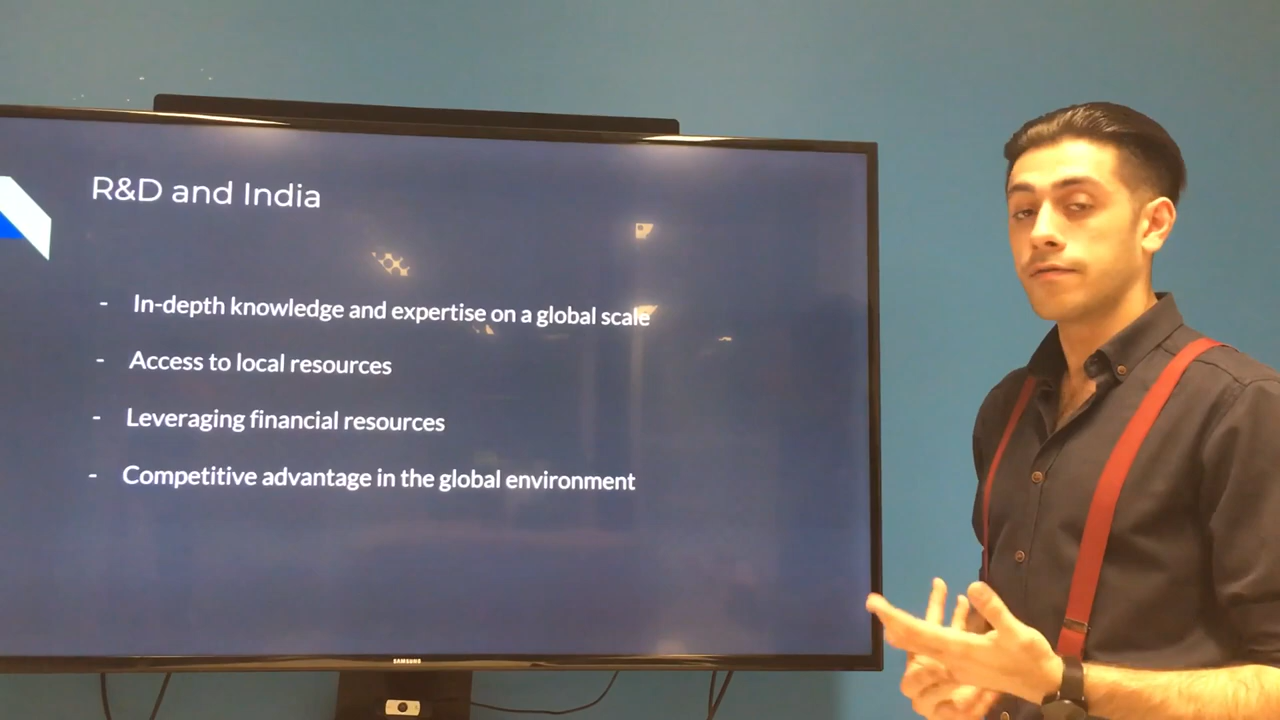 R&D and India
- In-depth knowledge and expertise on a global scale
- Access to local resources
- Leveraging financial resources
- Competitive advantage in the global environment
SAMSUNG